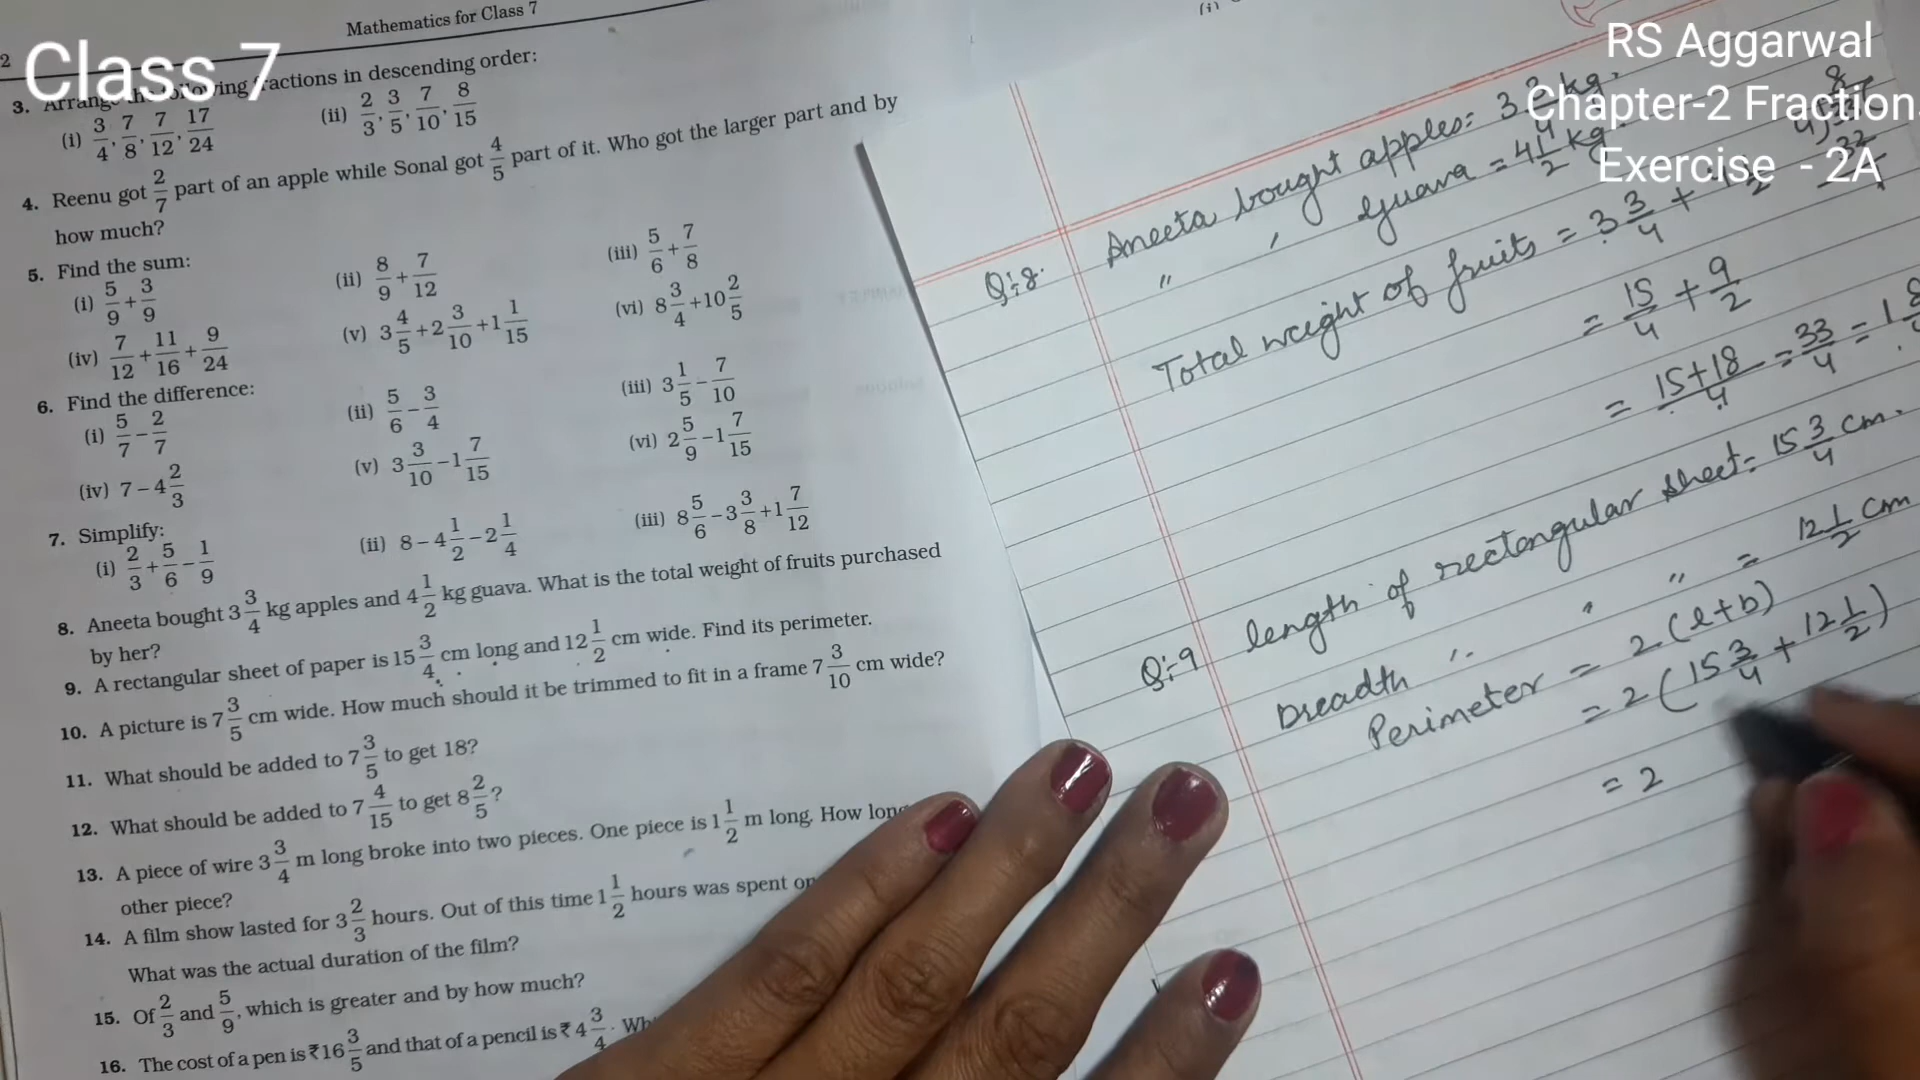 Mathematics for Class 7
2
Class 7
RS Aggarwal
Chapter-2 Fraction
Exercise - 2A
3. Arrange the following fractions in descending order:
(i) 3/4, 7/8, 7/12, 17/24 (ii) 2/3, 3/5, 7/10, 8/15
4. Reenu got 2/7 part of an apple while Sonal got 4/5 part of it. Who got the larger part and by
how much?
5. Find the sum:
(i) 5/9 + 3/9 (ii) 8/9 + 7/12 (iii) 5/6 + 7/8
(iv) 7/12 + 11/16 + 9/24 (v) 3 4/5 + 2 3/10 + 1 1/15 (vi) 8 3/4 + 10 2/5
6. Find the difference:
(i) 5/7 − 2/7 (ii) 5/6 − 3/4 (iii) 3 1/5 − 7/10
(iv) 7 − 4 2/3 (v) 3 3/10 − 1 7/15 (vi) 2 5/9 − 1 7/15
7. Simplify:
(i) 2/3 + 5/6 − 1/9 (ii) 8 − 4 1/2 − 2 1/4 (iii) 8 5/6 − 3 3/8 + 1 7/12
8. Aneeta bought 3 3/4 kg apples and 4 1/2 kg guava. What is the total weight of fruits purchased
by her?
9. A rectangular sheet of paper is 15 3/4 cm long and 12 1/2 cm wide. Find its perimeter.
10. A picture is 7 3/5 cm wide. How much should it be trimmed to fit in a frame 7 3/10 cm wide?
11. What should be added to 7 3/5 to get 18?
12. What should be added to 7 4/15 to get 8 2/5?
13. A piece of wire 3 3/4 m long broke into two pieces. One piece is 1 1/2 m long. How long
other piece?
14. A film show lasted for 3 2/3 hours. Out of this time 1 1/2 hours was spent on
What was the actual duration of the film?
15. Of 2/3 and 5/9, which is greater and by how much?
16. The cost of a pen is ₹16 3/5 and that of a pencil is ₹4 3/4.
(i)
Q:-8. Aneeta bought apples = 3 3/4 kg.
" , guava = 4 1/2 kg.
Total weight of fruits = 3 3/4 +
= 15/4 + 9/2
= 15+18/4 = 33/4 = 1 8
Q:-9 length of rectangular sheet = 15 3/4 cm.
Breadth " " " = 12 1/2 cm
Perimeter = 2 (l+b)
= 2 (15 3/4 + 12 1/2)
= 2